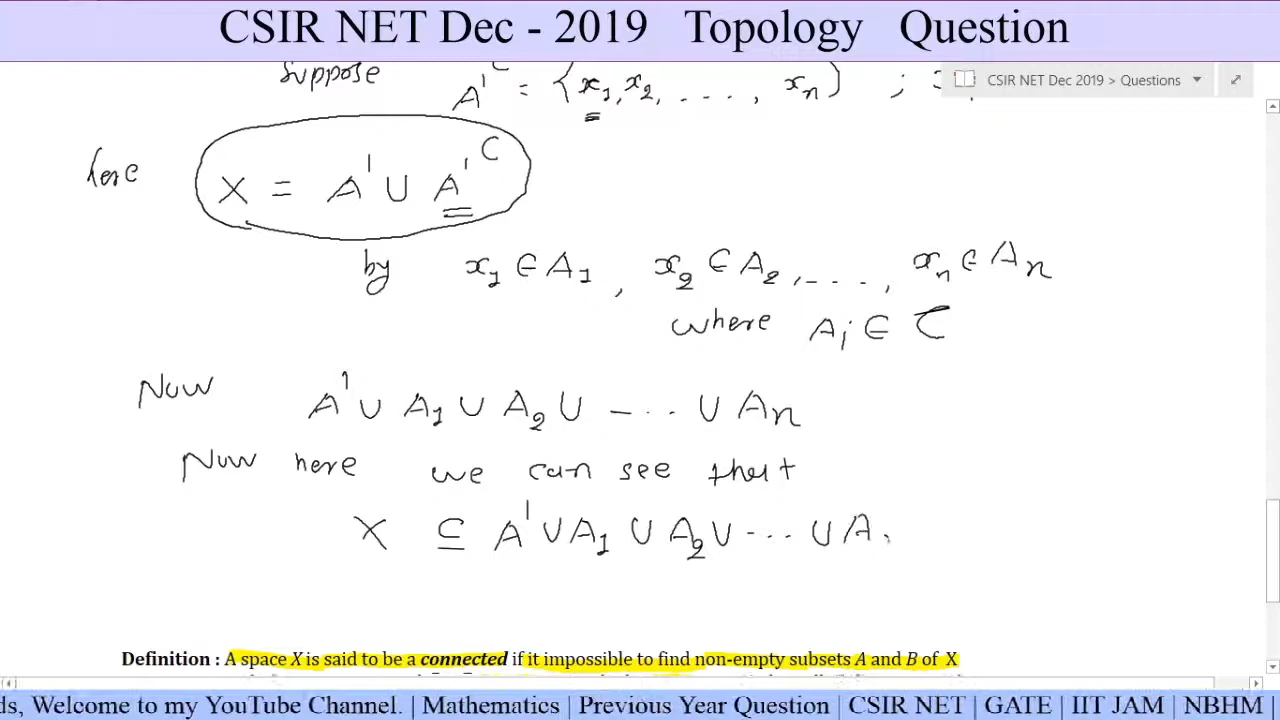 CSIR NET Dec - 2019 Topology Question
suppose A'ᶜ = {x₁, x₂, ...., xₙ} ;
CSIR NET Dec 2019 > Questions
here X = A' ∪ A'ᶜ
by x₁ ∈ A₁ , x₂ ∈ A₂, ...., xₙ ∈ Aₙ
where Aᵢ ∈ C
Now A' ∪ A₁ ∪ A₂ ∪ -... ∪ Aₙ
Now here we can see that
X ⊆ A' ∪ A₁ ∪ A₂ ∪ -... ∪ A
Definition : A space X is said to be a connected if it impossible to find non-empty subsets A and B of X
ds, Welcome to my YouTube Channel. | Mathematics | Previous Year Question | CSIR NET | GATE | IIT JAM | NBHM |